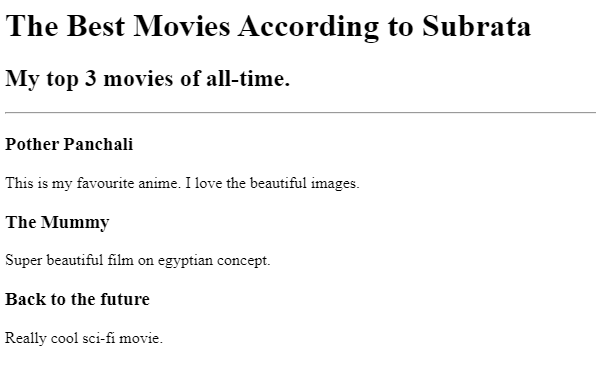 The Best Movies According to Subrata
My top 3 movies of all-time.
Pother Panchali
This is my favourite anime. I love the beautiful images.
The Mummy
Super beautiful film on egyptian concept.
Back to the future
Really cool sci-fi movie.